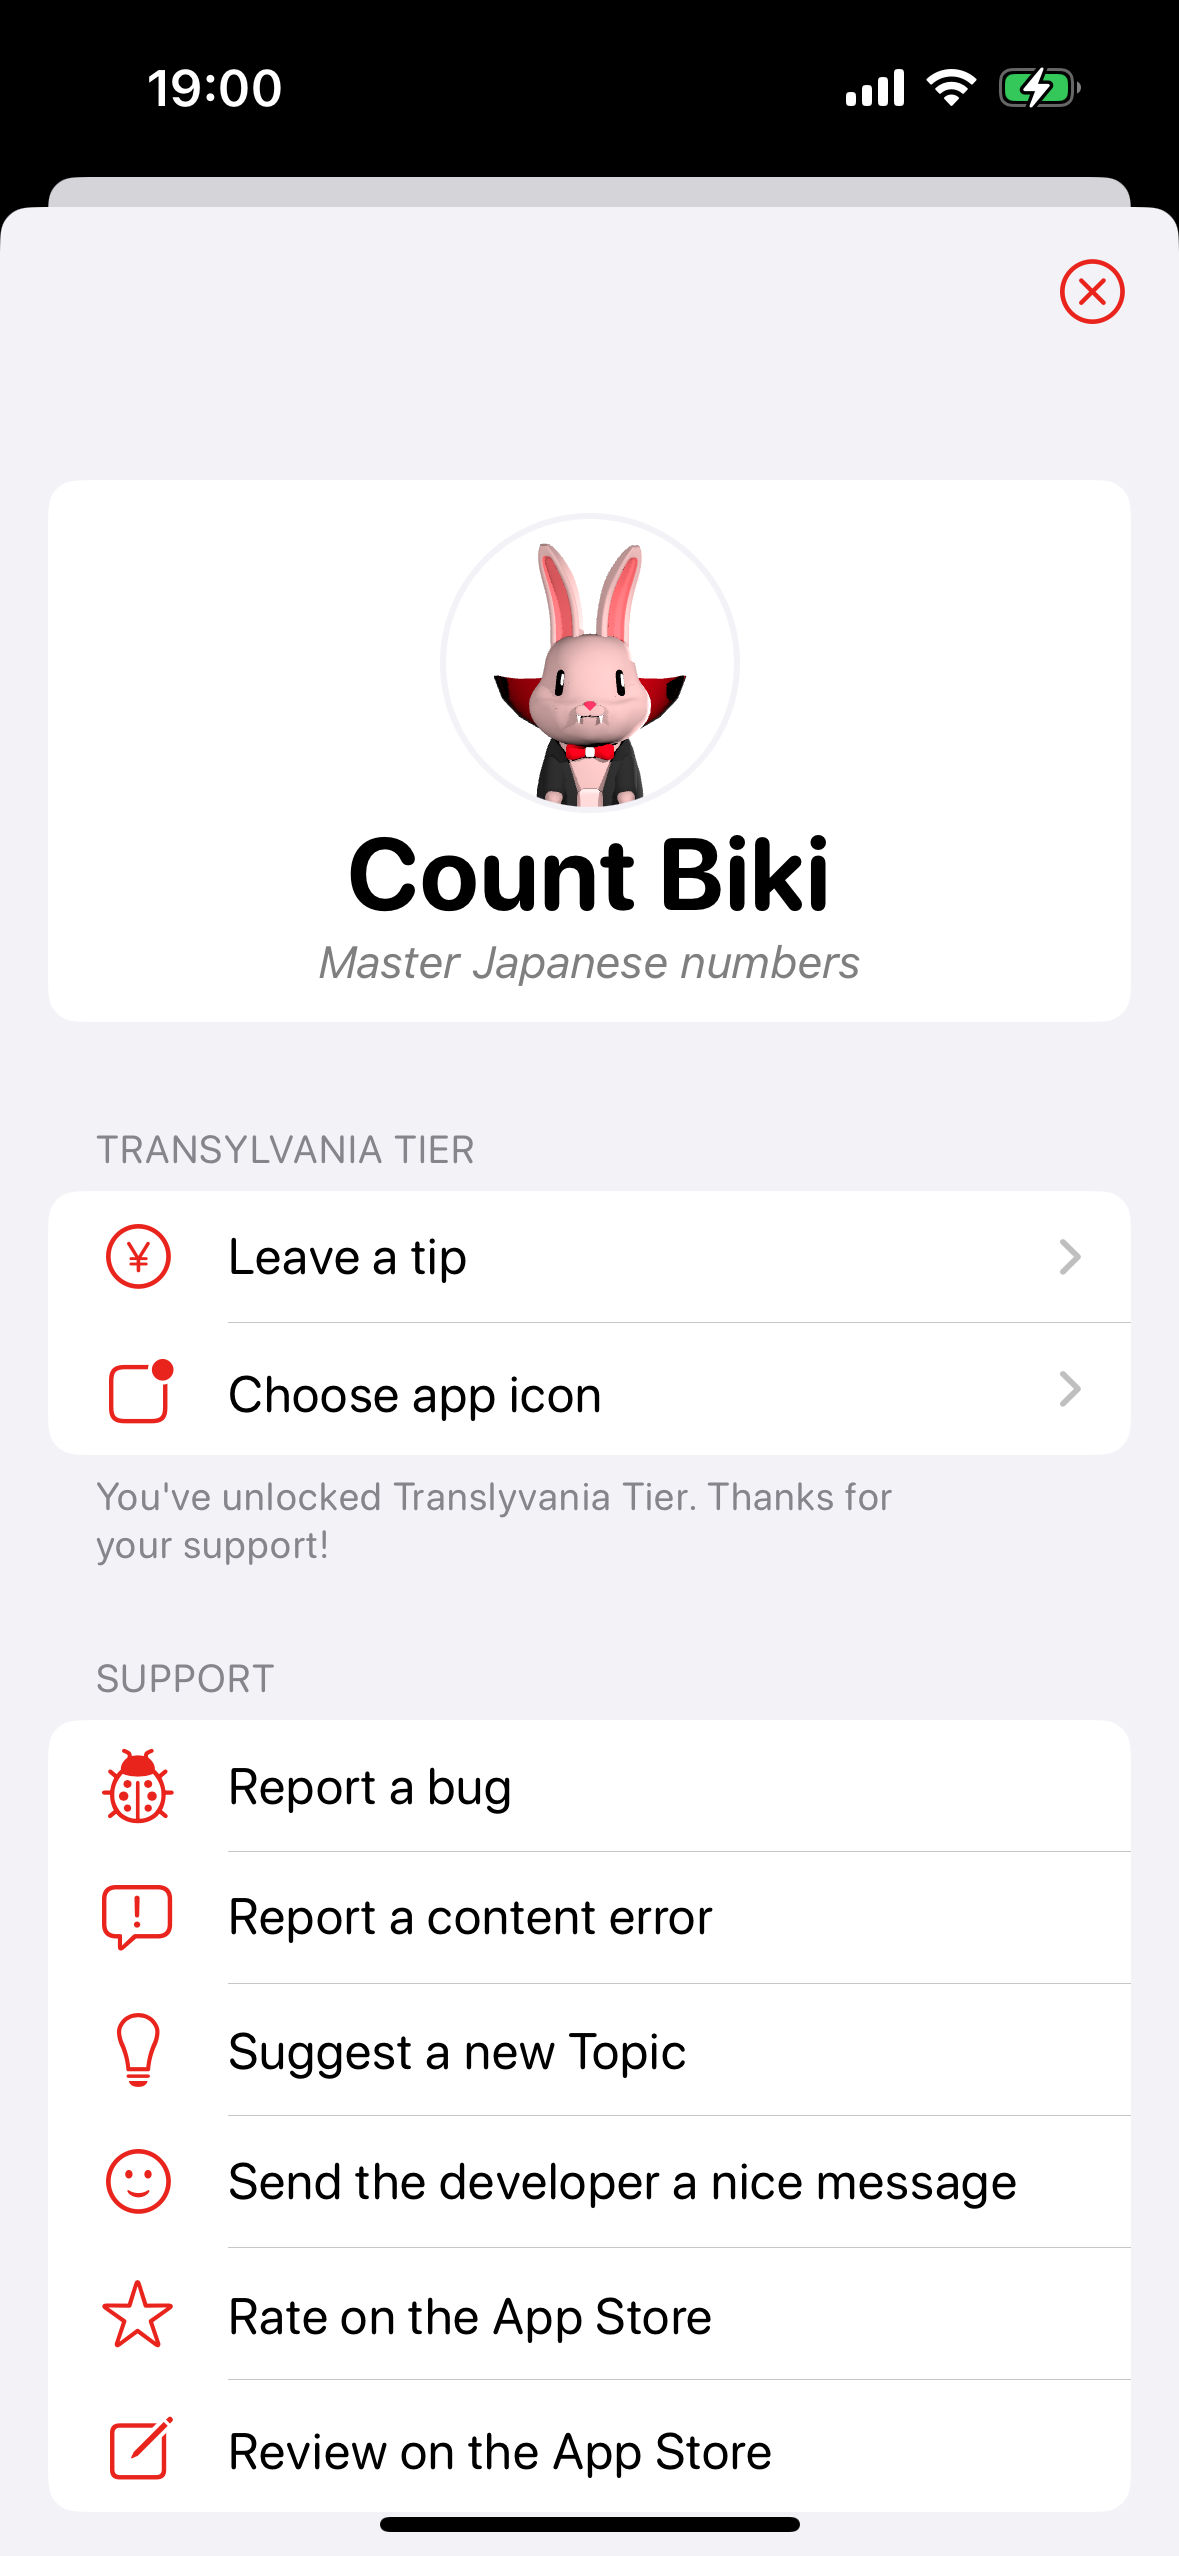 19:00
Count Biki
Master Japanese numbers
TRANSYLVANIA TIER
¥ Leave a tip
Choose app icon
You've unlocked Translyvania Tier. Thanks for
your support!
SUPPORT
Report a bug
Report a content error
Suggest a new Topic
Send the developer a nice message
Rate on the App Store
Review on the App Store